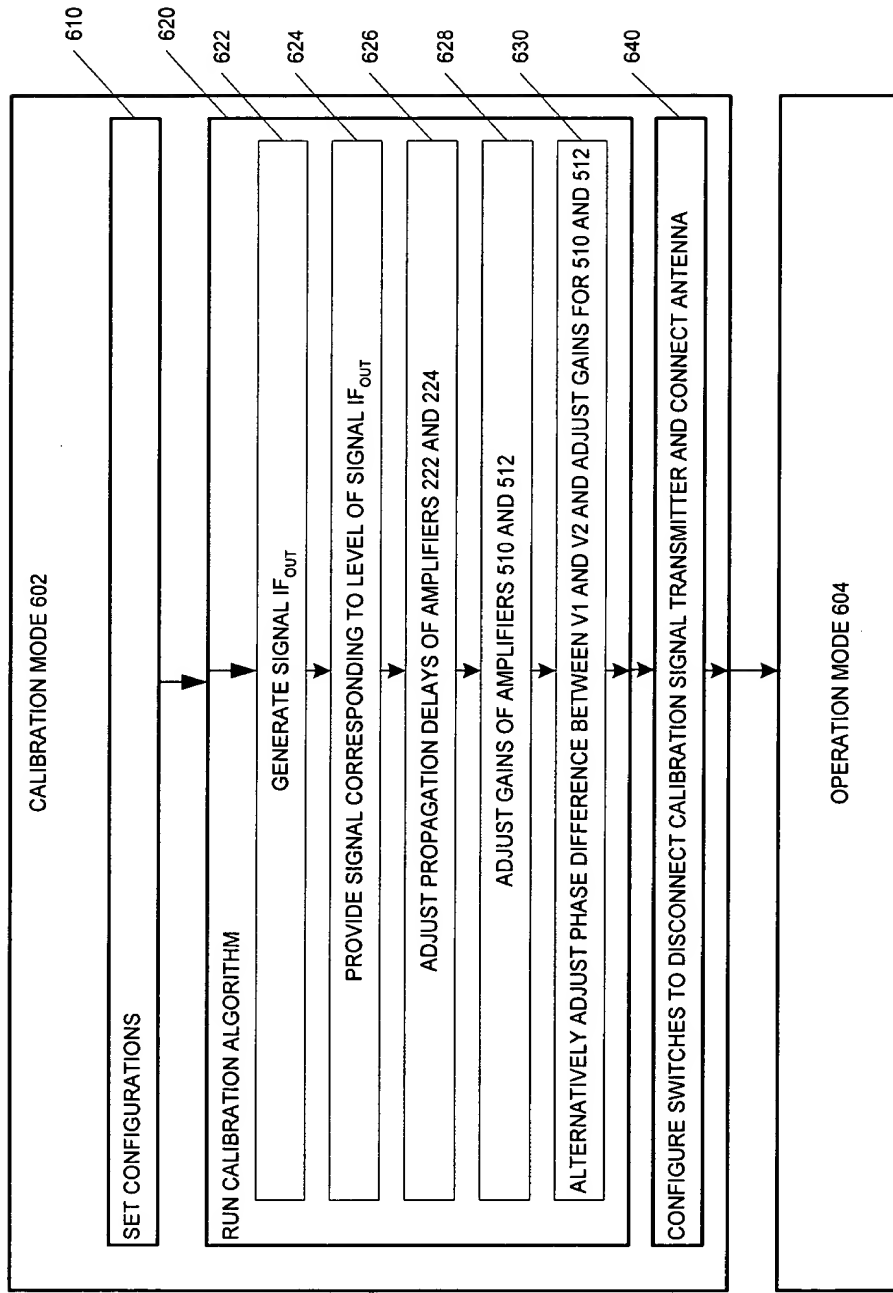 CALIBRATION MODE 602
SET CONFIGURATIONS
610
RUN CALIBRATION ALGORITHM
620
GENERATE SIGNAL IF_OUT
622
PROVIDE SIGNAL CORRESPONDING TO LEVEL OF SIGNAL IF_OUT
624
ADJUST PROPAGATION DELAYS OF AMPLIFIERS 222 AND 224
626
ADJUST GAINS OF AMPLIFIERS 510 AND 512
628
ALTERNATIVELY ADJUST PHASE DIFFERENCE BETWEEN V1 AND V2 AND ADJUST GAINS FOR 510 AND 512
630
CONFIGURE SWITCHES TO DISCONNECT CALIBRATION SIGNAL TRANSMITTER AND CONNECT ANTENNA
640
OPERATION MODE 604